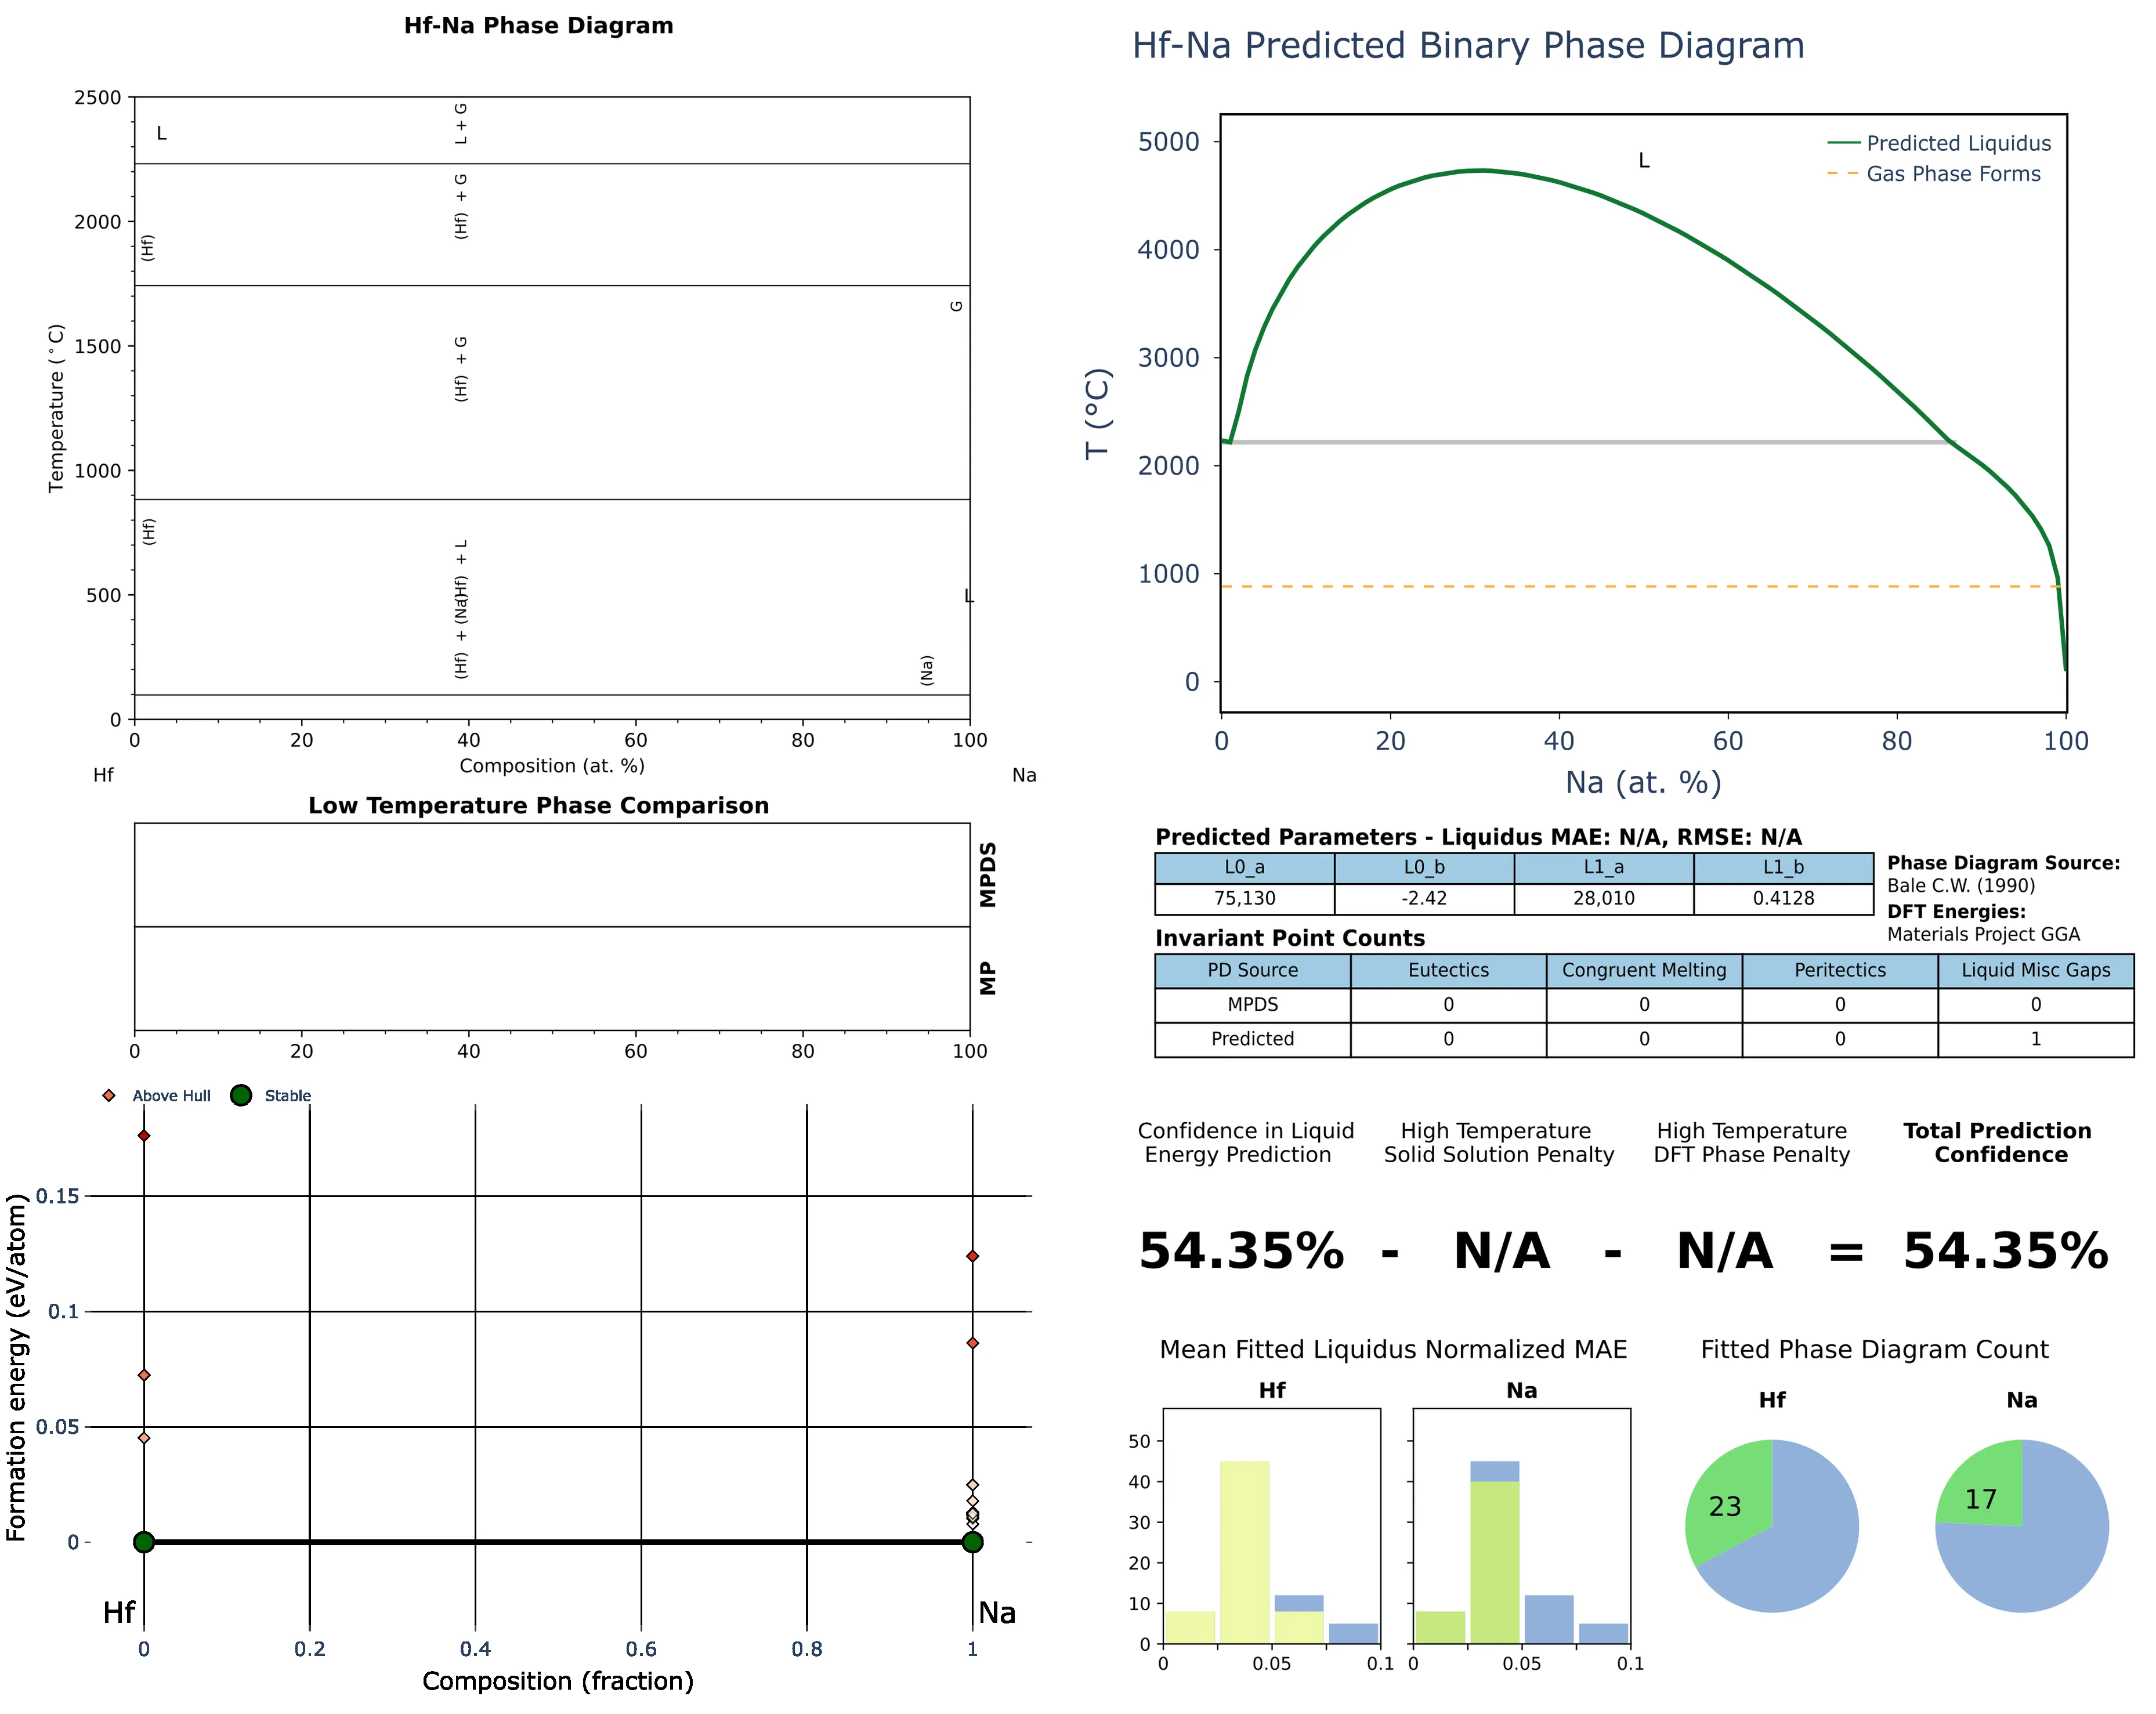 Hf-Na Phase Diagram
2500
2000
1500
1000
500
0
Temperature (°C)
L
L + G
(Hf) + G
(Hf)
G
(Hf) + G
(Hf)
(Hf) + L
(Hf) + (Na)
L
(Na)
0 20 40 60 80 100
Composition (at. %)
Hf Na
Low Temperature Phase Comparison
MPDS
MP
0 20 40 60 80 100
Above Hull Stable
0.15
0.1
0.05
0
Formation energy (eV/atom)
Hf Na
0 0.2 0.4 0.6 0.8 1
Composition (fraction)
Hf-Na Predicted Binary Phase Diagram
5000
4000
3000
2000
1000
0
T (°C)
L
Predicted Liquidus
Gas Phase Forms
0 20 40 60 80 100
Na (at. %)
Predicted Parameters - Liquidus MAE: N/A, RMSE: N/A
L0_a L0_b L1_a L1_b
75,130 -2.42 28,010 0.4128
Phase Diagram Source:
Bale C.W. (1990)
DFT Energies:
Materials Project GGA
Invariant Point Counts
PD Source Eutectics Congruent Melting Peritectics Liquid Misc Gaps
MPDS 0 0 0 0
Predicted 0 0 0 1
Confidence in Liquid
Energy Prediction
High Temperature
Solid Solution Penalty
High Temperature
DFT Phase Penalty
Total Prediction
Confidence
54.35% - N/A - N/A = 54.35%
Mean Fitted Liquidus Normalized MAE
Hf Na
50
40
30
20
10
0
0 0.05 0.1
0 0.05 0.1
Fitted Phase Diagram Count
Hf Na
23 17